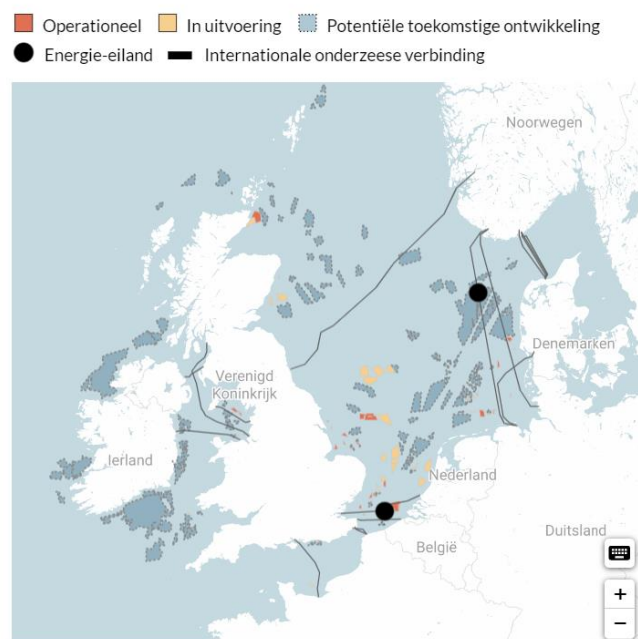 Operationeel In uitvoering Potentiële toekomstige ontwikkeling
Energie-eiland Internationale onderzeese verbinding
Noorwegen
Denemarken
Verenigd
Koninkrijk
Ierland
Nederland
Duitsland
België
+
−